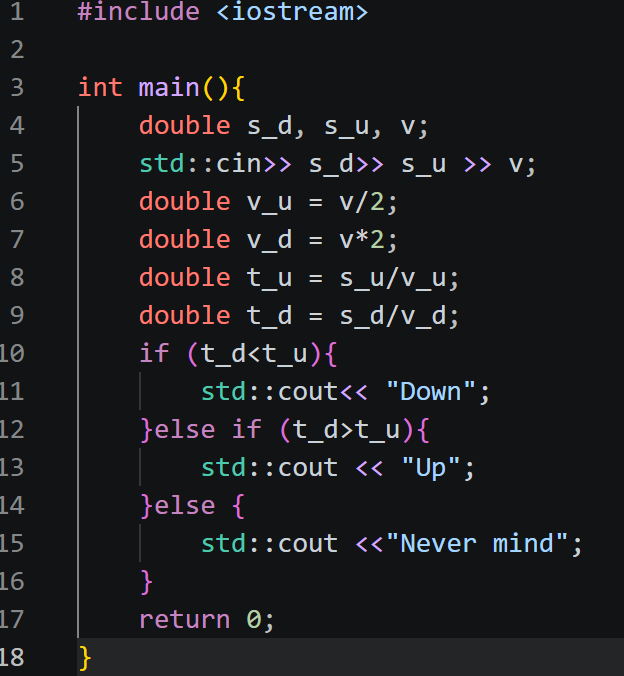 1 #include <iostream>
2
3 int main(){
4     double s_d, s_u, v;
5     std::cin>> s_d>> s_u >> v;
6     double v_u = v/2;
7     double v_d = v*2;
8     double t_u = s_u/v_u;
9     double t_d = s_d/v_d;
10     if (t_d<t_u){
11         std::cout<< "Down";
12     }else if (t_d>t_u){
13         std::cout << "Up";
14     }else {
15         std::cout <<"Never mind";
16     }
17     return 0;
18 }